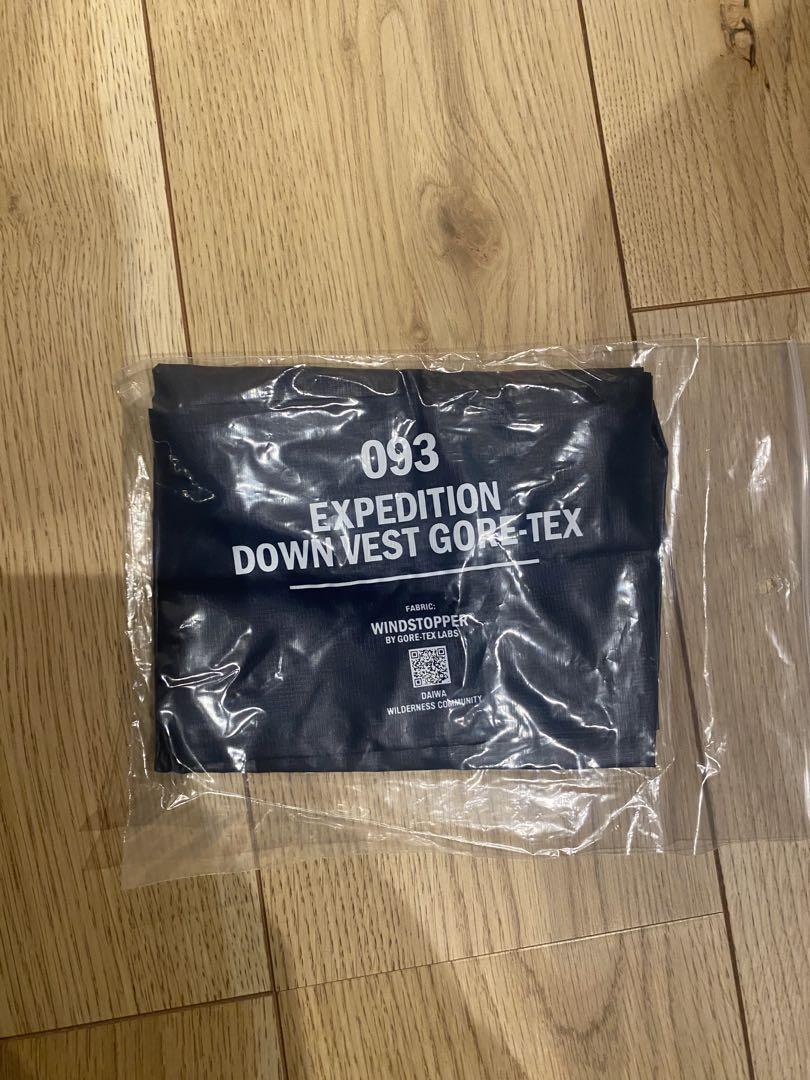 093
EXPEDITION
DOWN VEST GORE-TEX
FABRIC:
WINDSTOPPER
BY GORE-TEX LABS
DAIWA
WILDERNESS COMMUNITY